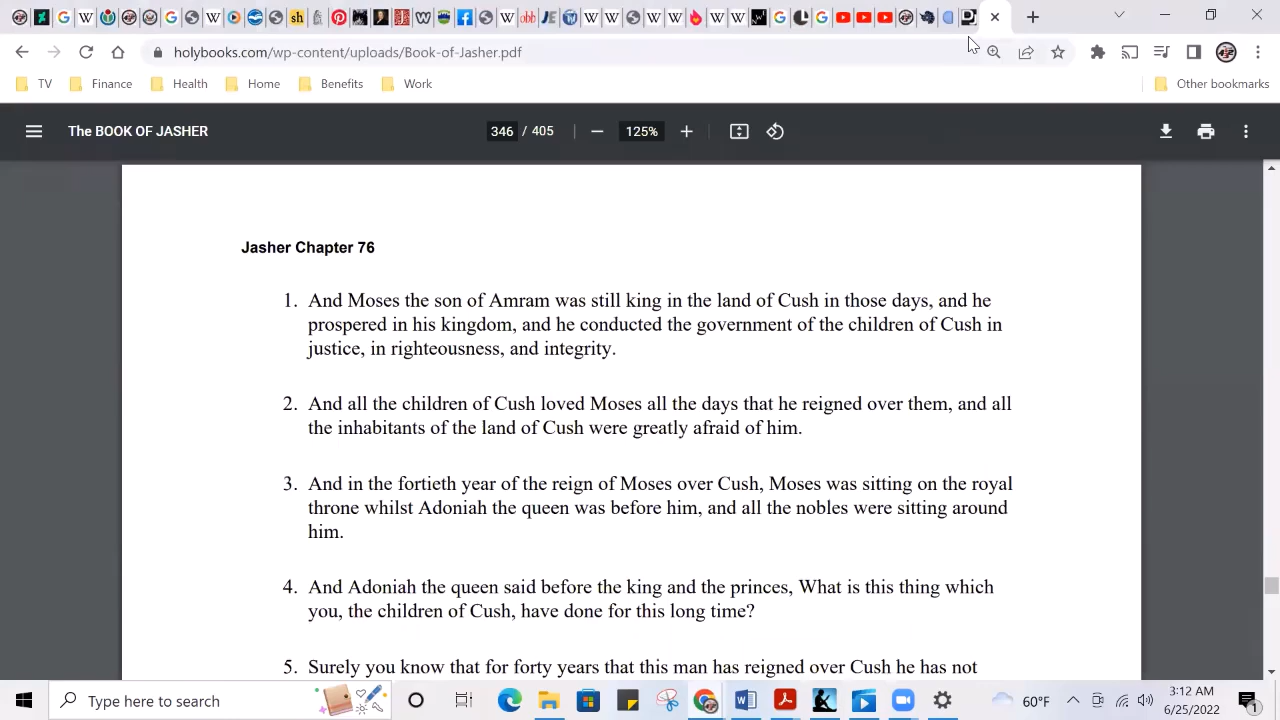 holybooks.com/wp-content/uploads/Book-of-Jasher.pdf
TV Finance Health Home Benefits Work Other bookmarks
The BOOK OF JASHER 346 / 405 125%
Jasher Chapter 76
1. And Moses the son of Amram was still king in the land of Cush in those days, and he
prospered in his kingdom, and he conducted the government of the children of Cush in
justice, in righteousness, and integrity.
2. And all the children of Cush loved Moses all the days that he reigned over them, and all
the inhabitants of the land of Cush were greatly afraid of him.
3. And in the fortieth year of the reign of Moses over Cush, Moses was sitting on the royal
throne whilst Adoniah the queen was before him, and all the nobles were sitting around
him.
4. And Adoniah the queen said before the king and the princes, What is this thing which
you, the children of Cush, have done for this long time?
5. Surely you know that for forty years that this man has reigned over Cush he has not
Type here to search
60°F
3:12 AM
6/25/2022